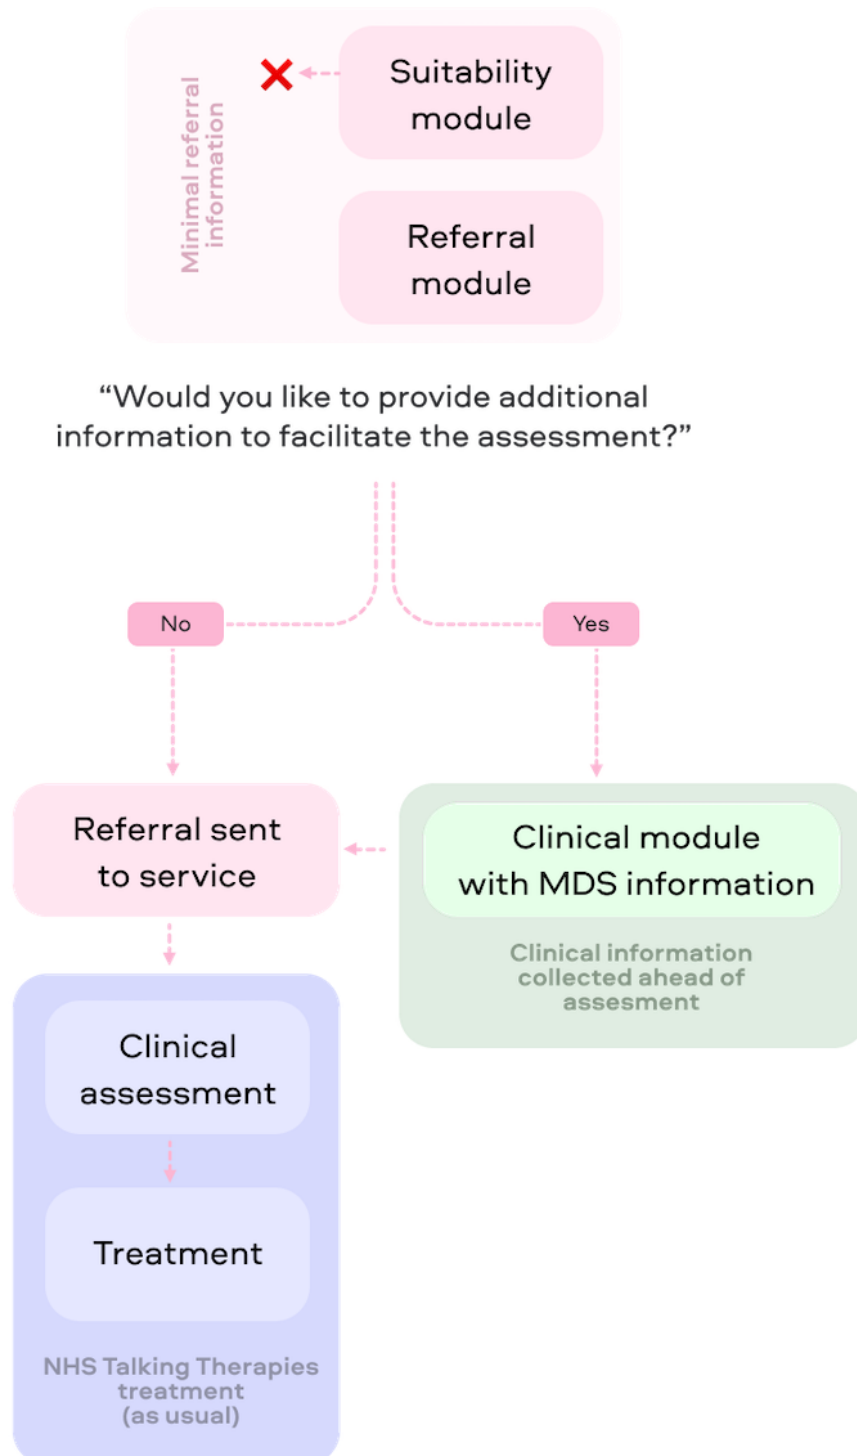 Minimal referral
information
Suitability
module
Referral
module
“Would you like to provide additional
information to facilitate the assessment?”
No
Yes
Referral sent
to service
Clinical module
with MDS information
Clinical information
collected ahead of
assesment
Clinical
assessment
Treatment
NHS Talking Therapies
treatment
(as usual)